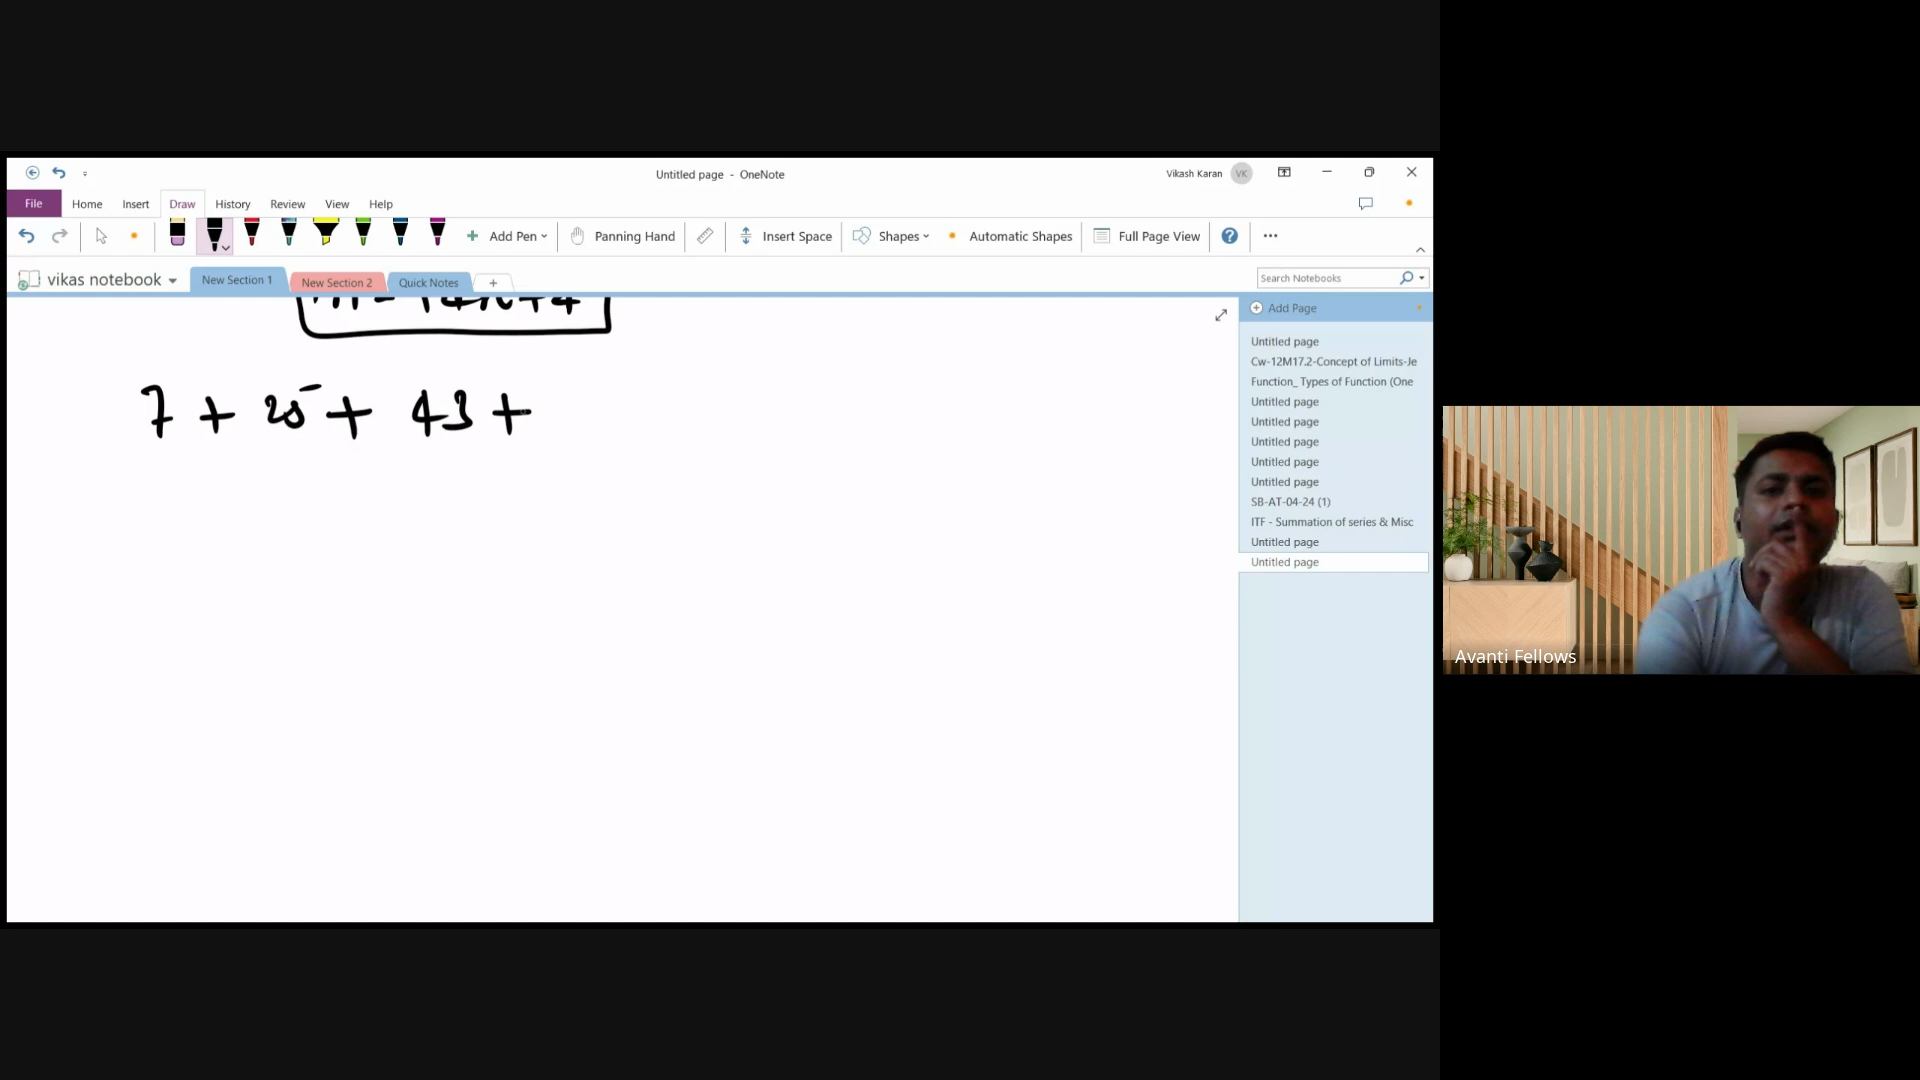 Untitled page - OneNote
Vikash Karan VK
File Home Insert Draw History Review View Help
Add Pen Panning Hand Insert Space Shapes Automatic Shapes Full Page View ? ...
vikas notebook New Section 1 New Section 2 Quick Notes + Search Notebooks
Add Page
7 + 25 + 43 +
Untitled page
Cw-12M17.2-Concept of Limits-Je
Function_ Types of Function (One
Untitled page
Untitled page
Untitled page
Untitled page
Untitled page
SB-AT-04-24 (1)
ITF - Summation of series & Misc
Untitled page
Untitled page
Avanti Fellows